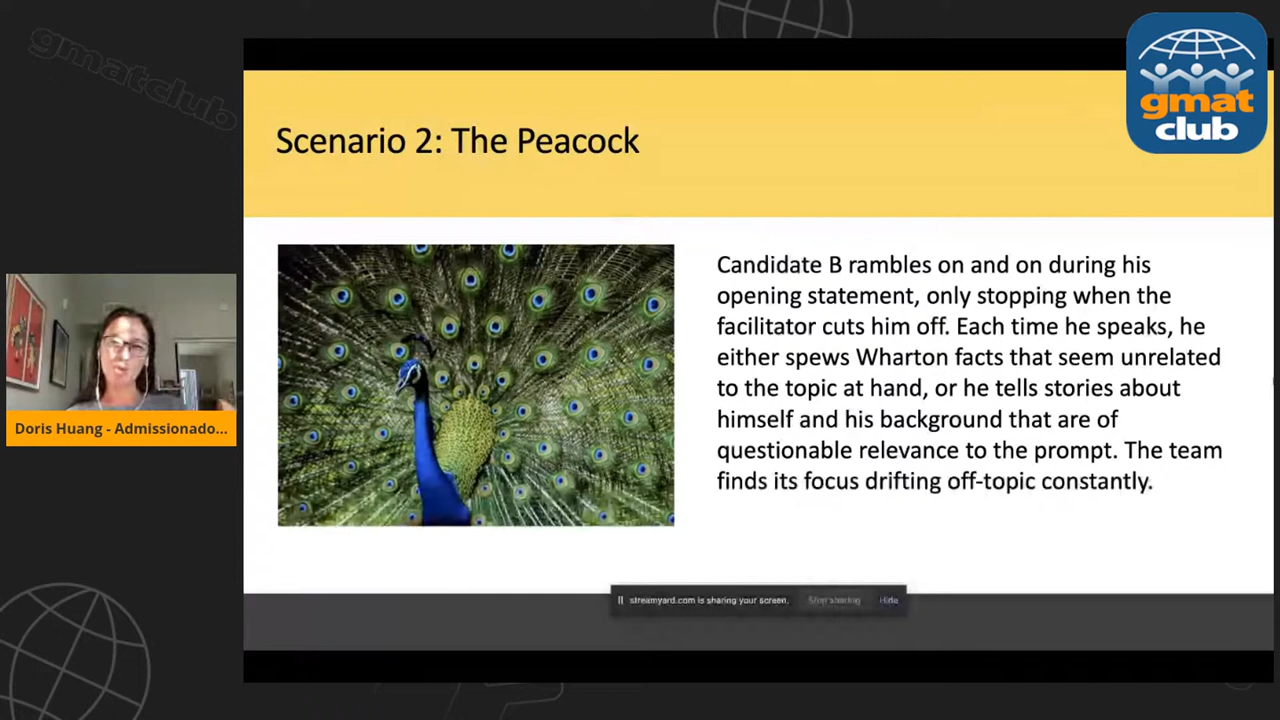 gmatclub
gmat
club
Scenario 2: The Peacock
Candidate B rambles on and on during his
opening statement, only stopping when the
facilitator cuts him off. Each time he speaks, he
either spews Wharton facts that seem unrelated
to the topic at hand, or he tells stories about
himself and his background that are of
questionable relevance to the prompt. The team
finds its focus drifting off-topic constantly.
Doris Huang - Admissionado...
streamyard.com is sharing your screen. Stop sharing Hide